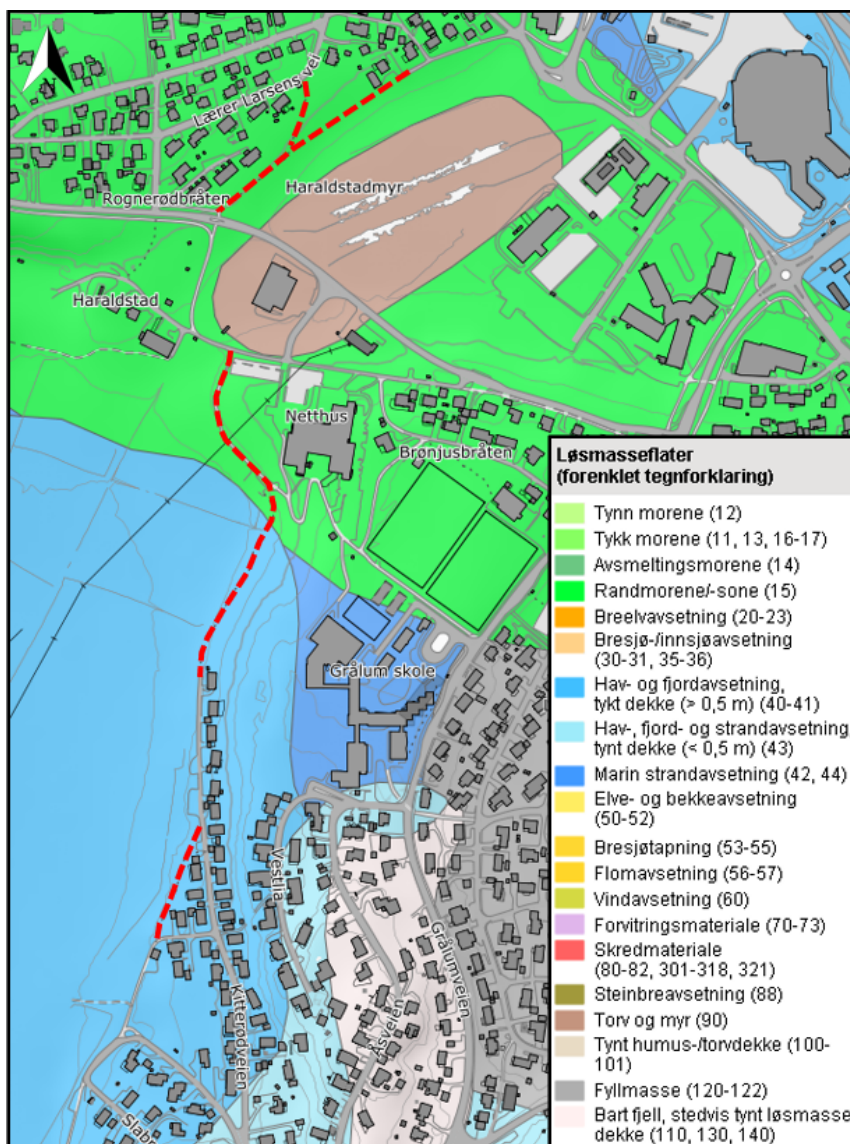 Lærer Larsens vei
Haraldstadmyr
Rognerødbråten
Haraldstad
Netthus
Brønjusbråten
Grålum skole
Vestlia
Grålumveien
Åsveien
Kitterødveien
Løsmasseflater
(forenklet tegnforklaring)
Tynn morene (12)
Tykk morene (11, 13, 16-17)
Avsmeltingsmorene (14)
Randmorene/-sone (15)
Breelvavsetning (20-23)
Bresjø-/innsjøavsetning
(30-31, 35-36)
Hav- og fjordavsetning,
tykt dekke (> 0,5 m) (40-41)
Hav-, fjord- og strandavsetning,
tynt dekke (< 0,5 m) (43)
Marin strandavsetning (42, 44)
Elve- og bekkeavsetning
(50-52)
Bresjøtapning (53-55)
Flomavsetning (56-57)
Vindavsetning (60)
Forvitringsmateriale (70-73)
Skredmateriale
(80-82, 301-318, 321)
Steinbreavsetning (88)
Torv og myr (90)
Tynt humus-/torvdekke (100-
101)
Fyllmasse (120-122)
Bart fjell, stedvis tynt løsmasse
dekke (110, 130, 140)